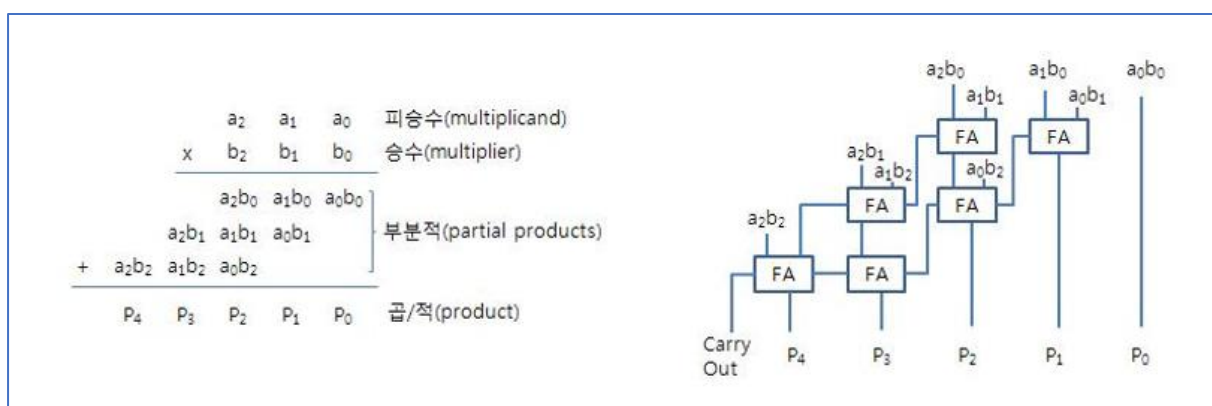 a₂ a₁ a₀ 피승수(multiplicand)
x b₂ b₁ b₀ 승수(multiplier)
a₂b₀ a₁b₀ a₀b₀
a₂b₁ a₁b₁ a₀b₁ 부분적(partial products)
+ a₂b₂ a₁b₂ a₀b₂
P₄ P₃ P₂ P₁ P₀ 곱/적(product)
a₂b₀ a₁b₀ a₀b₀
a₁b₁ a₀b₁
FA FA
a₂b₁
a₁b₂ a₀b₂
FA FA
a₂b₂
FA FA
Carry
Out
P₄ P₃ P₂ P₁ P₀